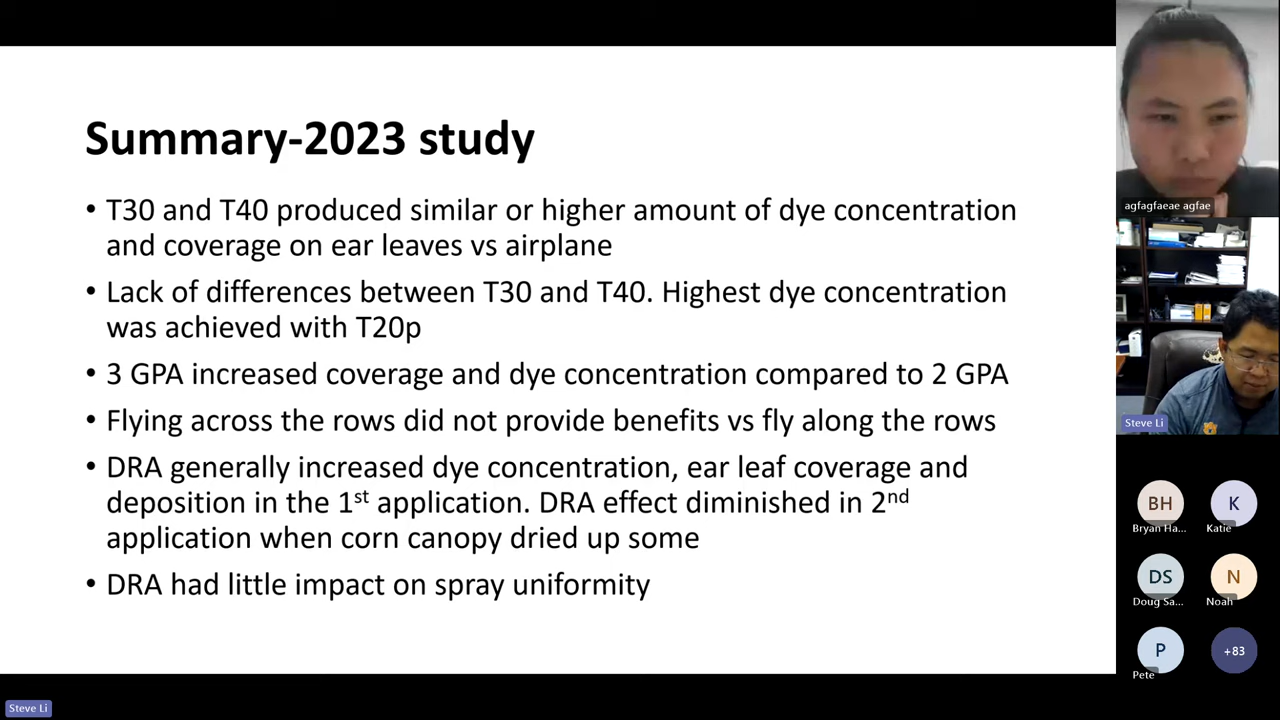 Summary-2023 study
• T30 and T40 produced similar or higher amount of dye concentration
and coverage on ear leaves vs airplane
• Lack of differences between T30 and T40. Highest dye concentration
was achieved with T20p
• 3 GPA increased coverage and dye concentration compared to 2 GPA
• Flying across the rows did not provide benefits vs fly along the rows
• DRA generally increased dye concentration, ear leaf coverage and
deposition in the 1st application. DRA effect diminished in 2nd
application when corn canopy dried up some
• DRA had little impact on spray uniformity
agfagfaeae agfae
Steve Li
BH
K
Bryan Ha...
Katie
DS
N
Doug Sa...
Noah
P
+83
Pete
Steve Li